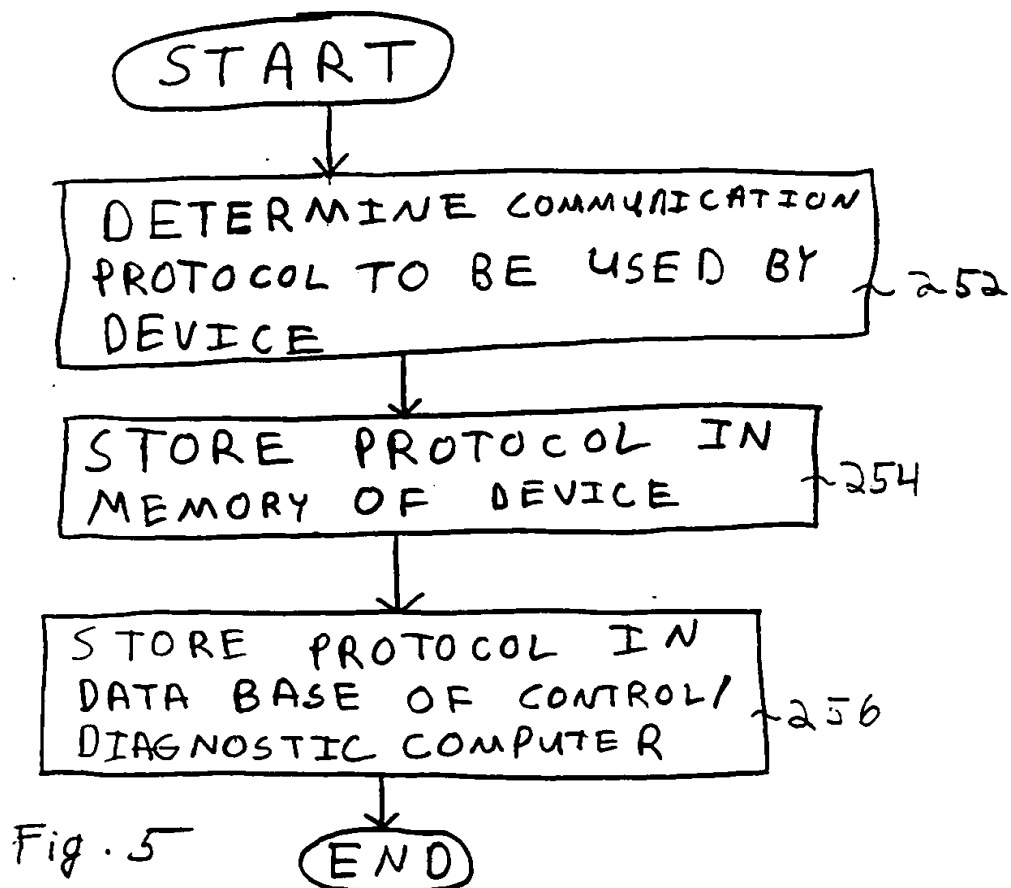 START
DETERMINE COMMUNICATION
PROTOCOL TO BE USED BY
DEVICE
252
STORE PROTOCOL IN
MEMORY OF DEVICE
254
STORE PROTOCOL IN
DATA BASE OF CONTROL/
DIAGNOSTIC COMPUTER
256
END
Fig. 5